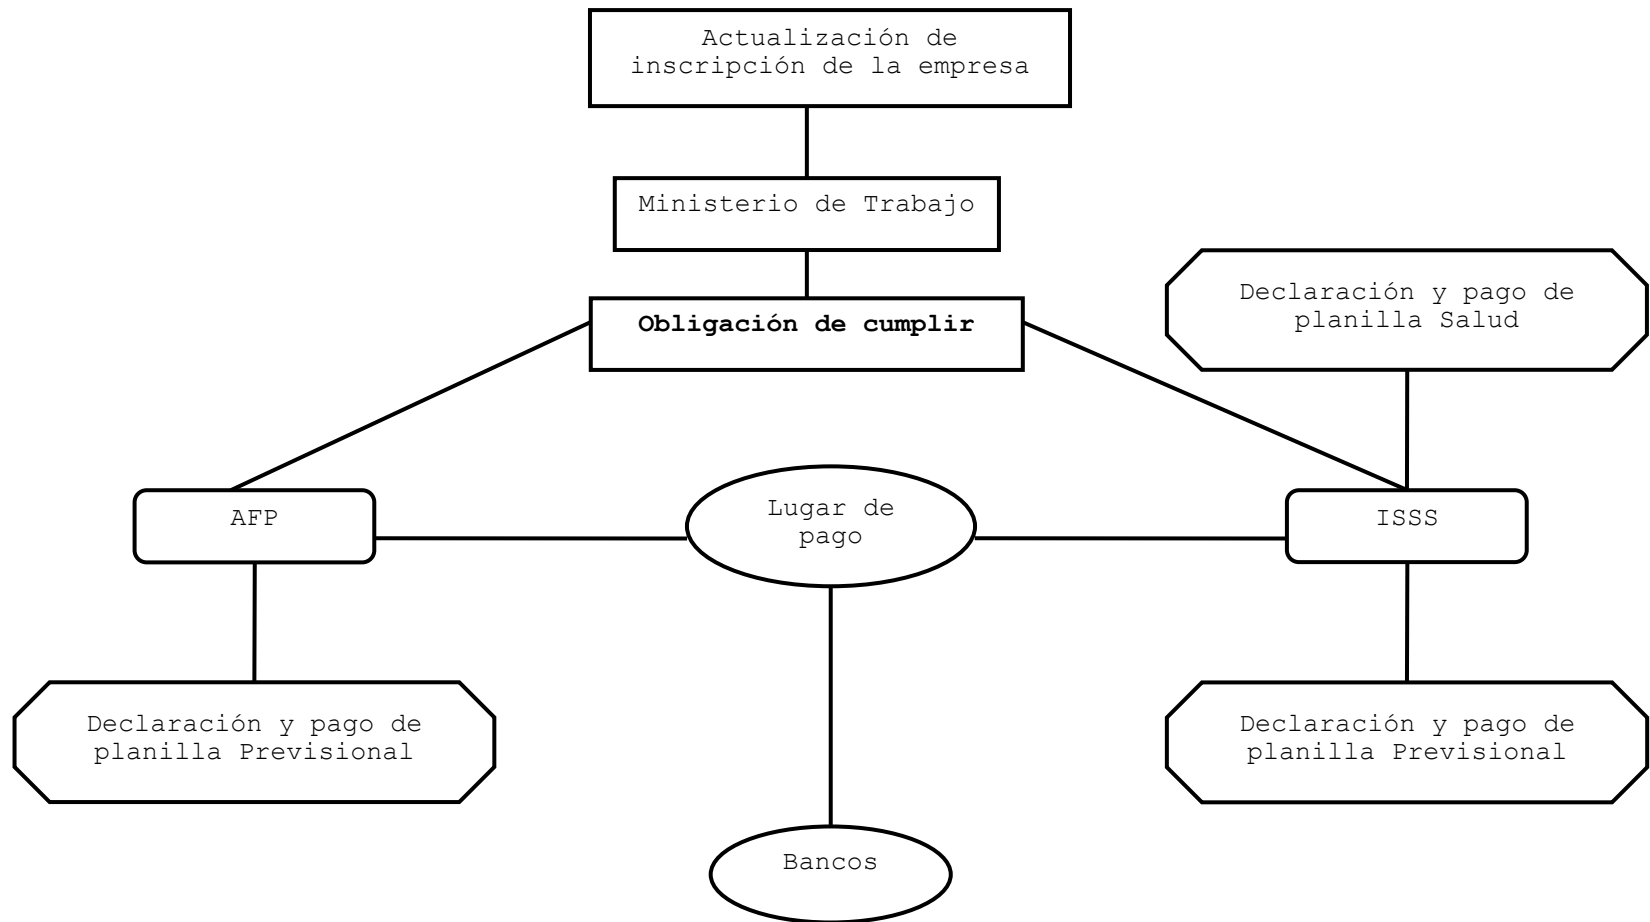 Actualización de
inscripción de la empresa
Ministerio de Trabajo
Obligación de cumplir
Declaración y pago de
planilla Salud
AFP
Lugar de
pago
ISSS
Declaración y pago de
planilla Previsional
Declaración y pago de
planilla Previsional
Bancos